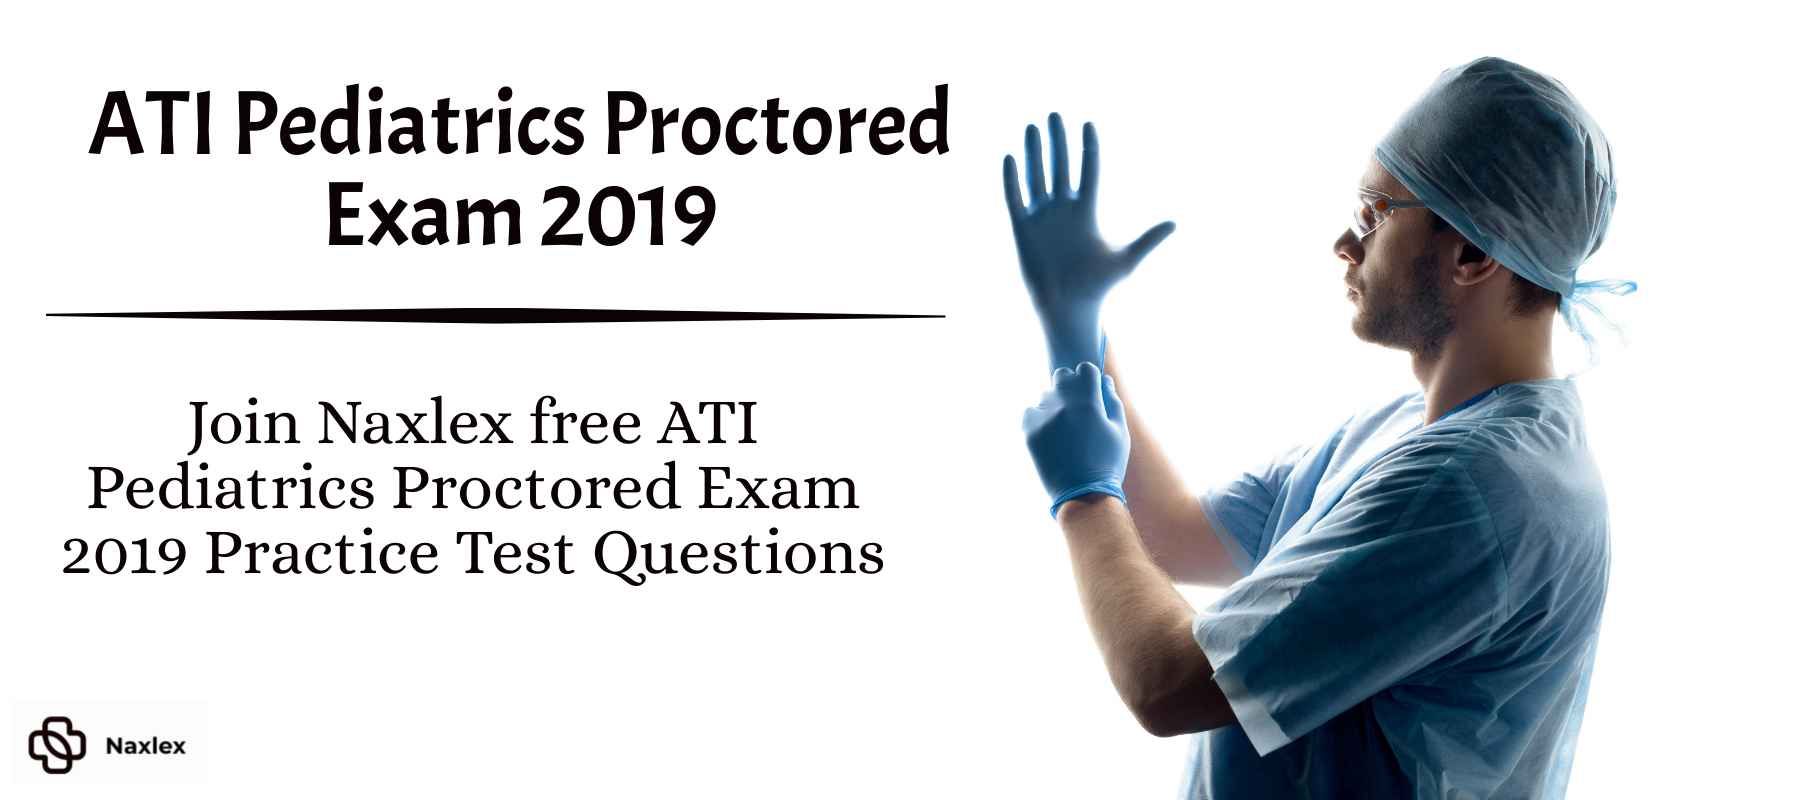 ATI Pediatrics Proctored
Exam 2019
Join Naxlex free ATI
Pediatrics Proctored Exam
2019 Practice Test Questions
Naxlex